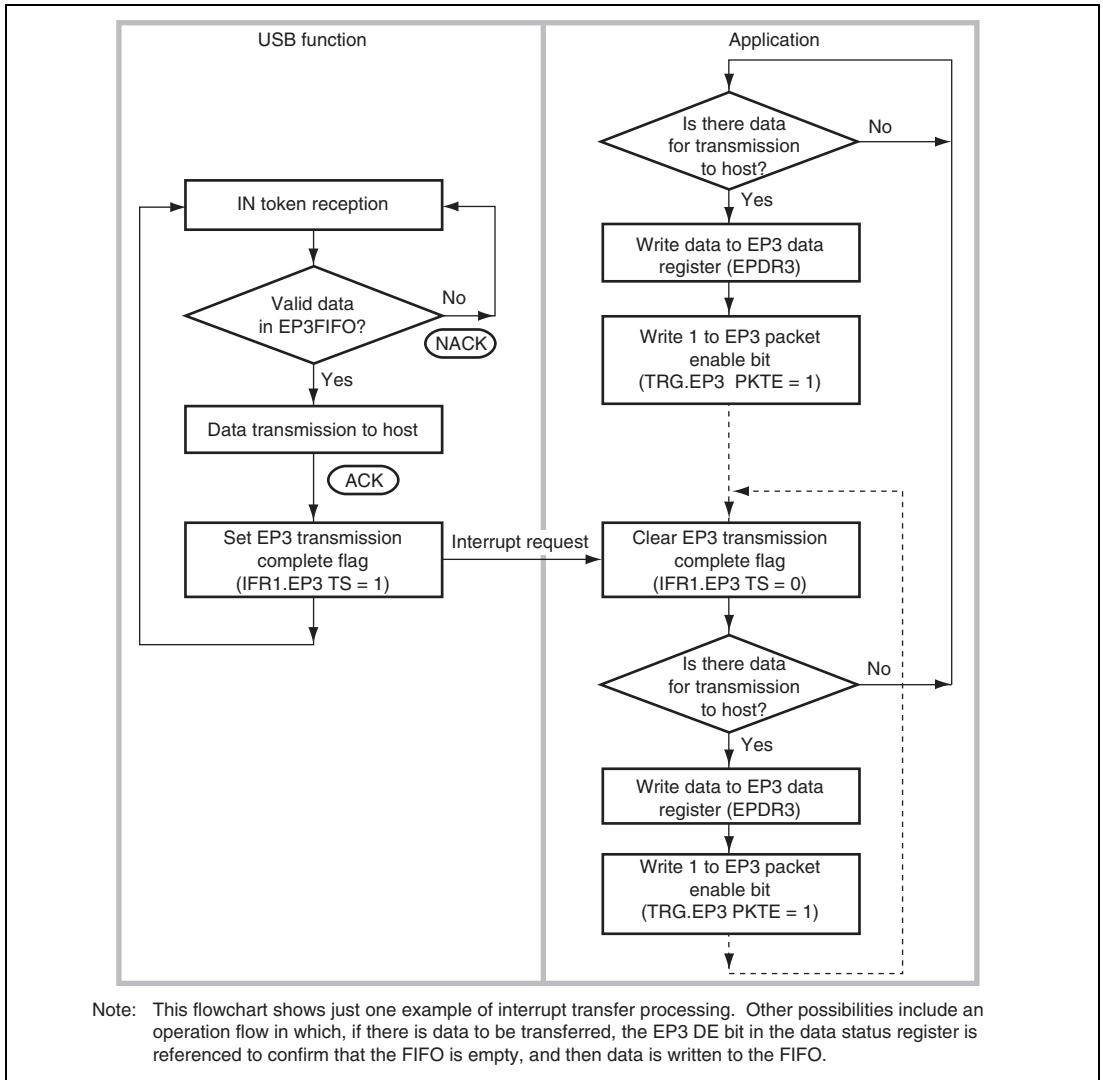 USB function
Application
Is there data
for transmission
to host?
No
Yes
Write data to EP3 data
register (EPDR3)
Write 1 to EP3 packet
enable bit
(TRG.EP3 PKTE = 1)
IN token reception
Valid data
in EP3FIFO?
No
NACK
Yes
Data transmission to host
ACK
Set EP3 transmission
complete flag
(IFR1.EP3 TS = 1)
Interrupt request
Clear EP3 transmission
complete flag
(IFR1.EP3 TS = 0)
Is there data
for transmission
to host?
No
Yes
Write data to EP3 data
register (EPDR3)
Write 1 to EP3 packet
enable bit
(TRG.EP3 PKTE = 1)
Note: This flowchart shows just one example of interrupt transfer processing. Other possibilities include an
operation flow in which, if there is data to be transferred, the EP3 DE bit in the data status register is
referenced to confirm that the FIFO is empty, and then data is written to the FIFO.